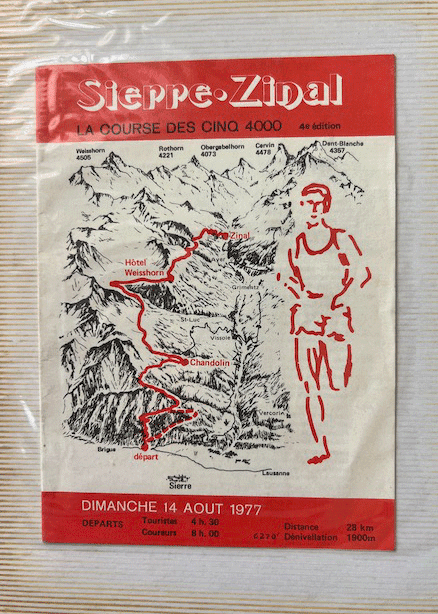 Sierre-Zinal
LA COURSE DES CINQ 4000 4e édition
Weisshorn
4505
Rothorn
4221
Obergabelhorn
4073
Cervin
4478
Dent-Blanche
4357
Zinal
Hôtel
Weisshorn
Grimentz
St-Luc
Vissoie
Chandolin
Vercorin
Brigue
départ
Lausanne
Sierre
DIMANCHE 14 AOUT 1977
DEPARTS Touristes 4 h. 30
Coureurs 8 h. 00
Distance 28 km
6270' Dénivellation 1900m